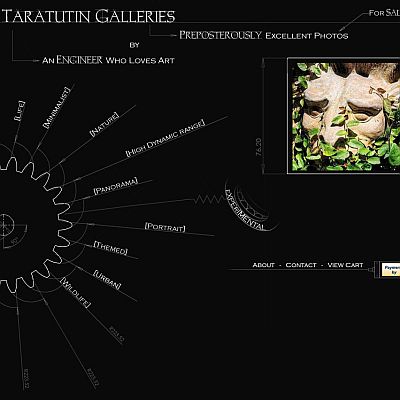 Taratutin Galleries
For Sal
Preposterously Excellent Photos
by
An Engineer Who Loves Art
[Life]
[Minimalist]
[Nature]
[High Dynamic Range]
[Panorama]
Experimental
[Portrait]
[Themed]
[Urban]
[Wildlife]
76.20
About - Contact - View Cart
Payment
by